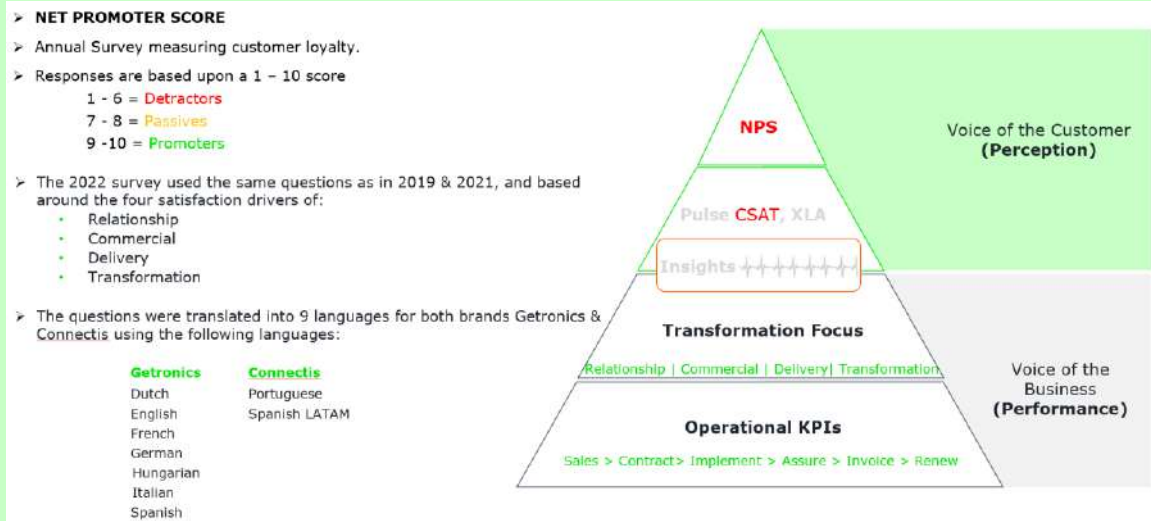 NET PROMOTER SCORE
Annual Survey measuring customer loyalty.
Responses are based upon a 1 – 10 score
1 - 6 = Detractors
7 - 8 = Passives
9 -10 = Promoters
The 2022 survey used the same questions as in 2019 & 2021, and based
around the four satisfaction drivers of:
Relationship
Commercial
Delivery
Transformation
The questions were translated into 9 languages for both brands Getronics &
Connectis using the following languages:
Getronics Connectis
Dutch Portuguese
English Spanish LATAM
French
German
Hungarian
Italian
Spanish
NPS
Pulse CSAT, XLA
Insights
Transformation Focus
Relationship | Commercial | Delivery| Transformation
Operational KPIs
Sales > Contract> Implement > Assure > Invoice > Renew
Voice of the Customer
(Perception)
Voice of the
Business
(Performance)